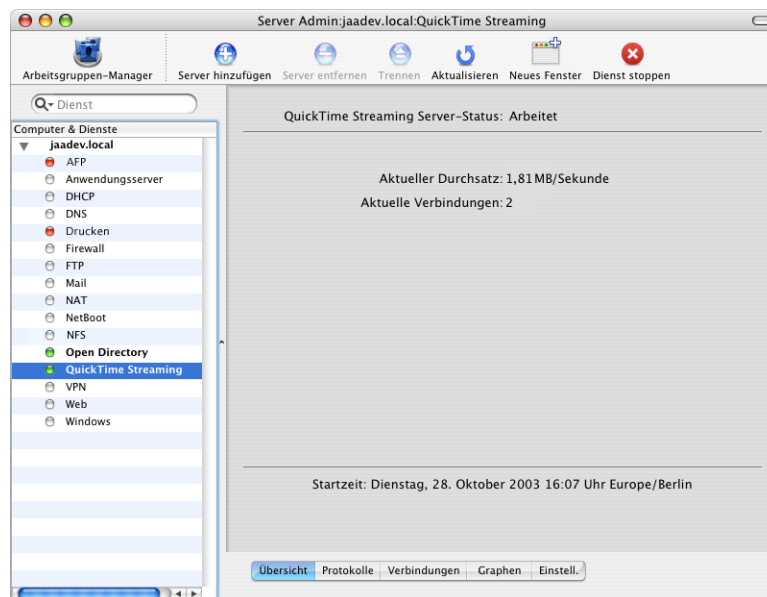 Server Admin:jaadev.local:QuickTime Streaming
Arbeitsgruppen-Manager
Server hinzufügen
Server entfernen
Trennen
Aktualisieren
Neues Fenster
Dienst stoppen
Dienst
Computer & Dienste
jaadev.local
AFP
Anwendungsserver
DHCP
DNS
Drucken
Firewall
FTP
Mail
NAT
NetBoot
NFS
Open Directory
QuickTime Streaming
VPN
Web
Windows
QuickTime Streaming Server-Status: Arbeitet
Aktueller Durchsatz: 1,81 MB/Sekunde
Aktuelle Verbindungen: 2
Startzeit: Dienstag, 28. Oktober 2003 16:07 Uhr Europe/Berlin
Übersicht
Protokolle
Verbindungen
Graphen
Einstell.